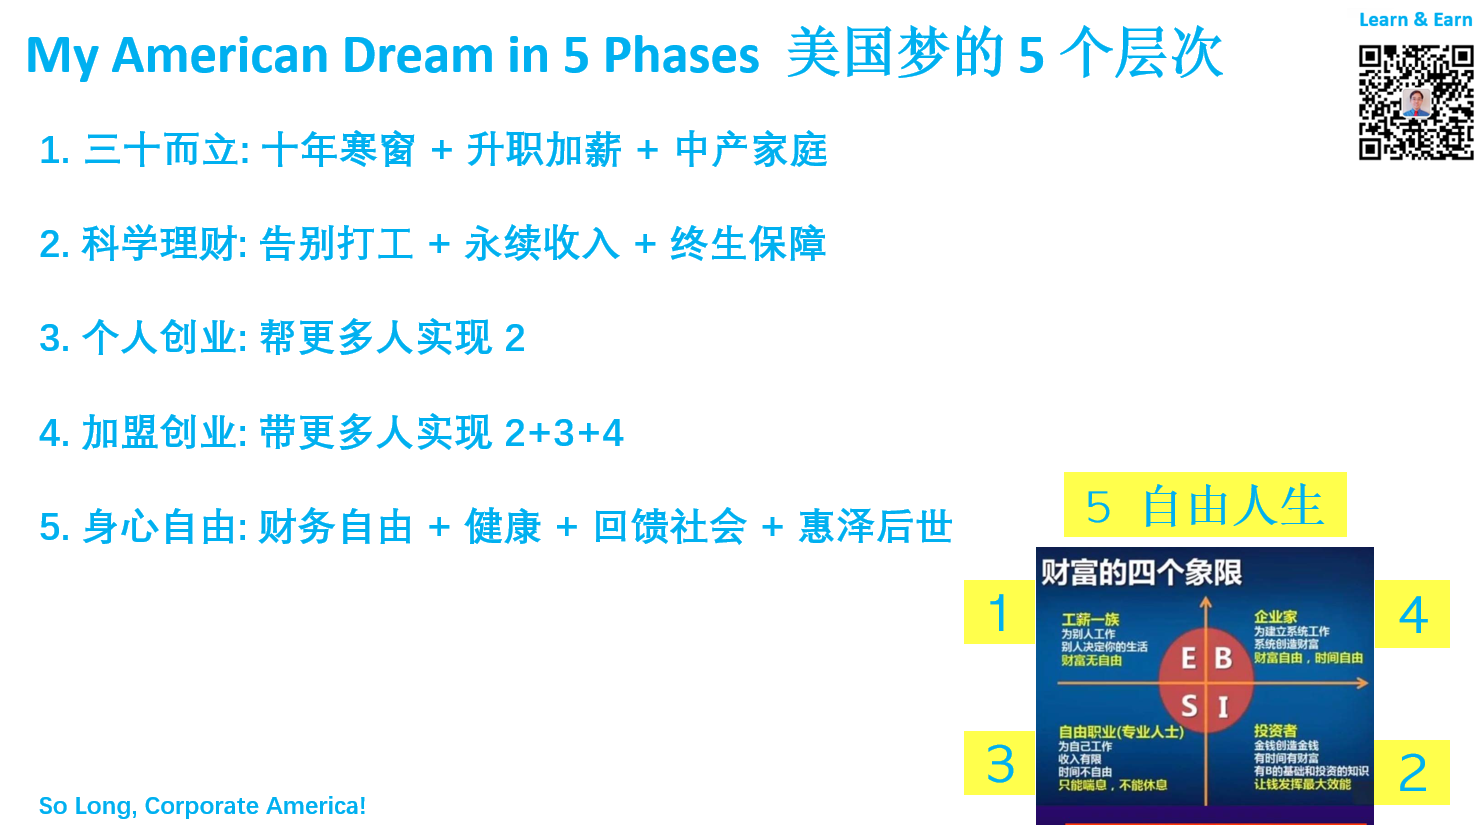 Learn & Earn
My American Dream in 5 Phases 美国梦的 5 个层次
1. 三十而立: 十年寒窗 + 升职加薪 + 中产家庭
2. 科学理财: 告别打工 + 永续收入 + 终生保障
3. 个人创业: 帮更多人实现 2
4. 加盟创业: 带更多人实现 2+3+4
5. 身心自由: 财务自由 + 健康 + 回馈社会 + 惠泽后世
5 自由人生
财富的四个象限
1
工薪一族
为别人工作
别人决定你的生活
财富无自由
企业家
为建立系统工作
系统创造财富
财富自由，时间自由
4
E B
S I
3
自由职业(专业人士)
为自己工作
收入有限
时间不自由
只能喘息，不能休息
投资者
金钱创造金钱
有时间有财富
有B的基础和投资的知识
让钱发挥最大效能
2
So Long, Corporate America!